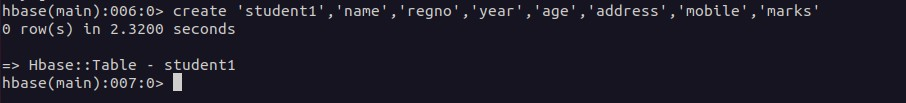 hbase(main):006:0> create 'student1','name','regno','year','age','address','mobile','marks'
0 row(s) in 2.3200 seconds

=> Hbase::Table - student1
hbase(main):007:0>